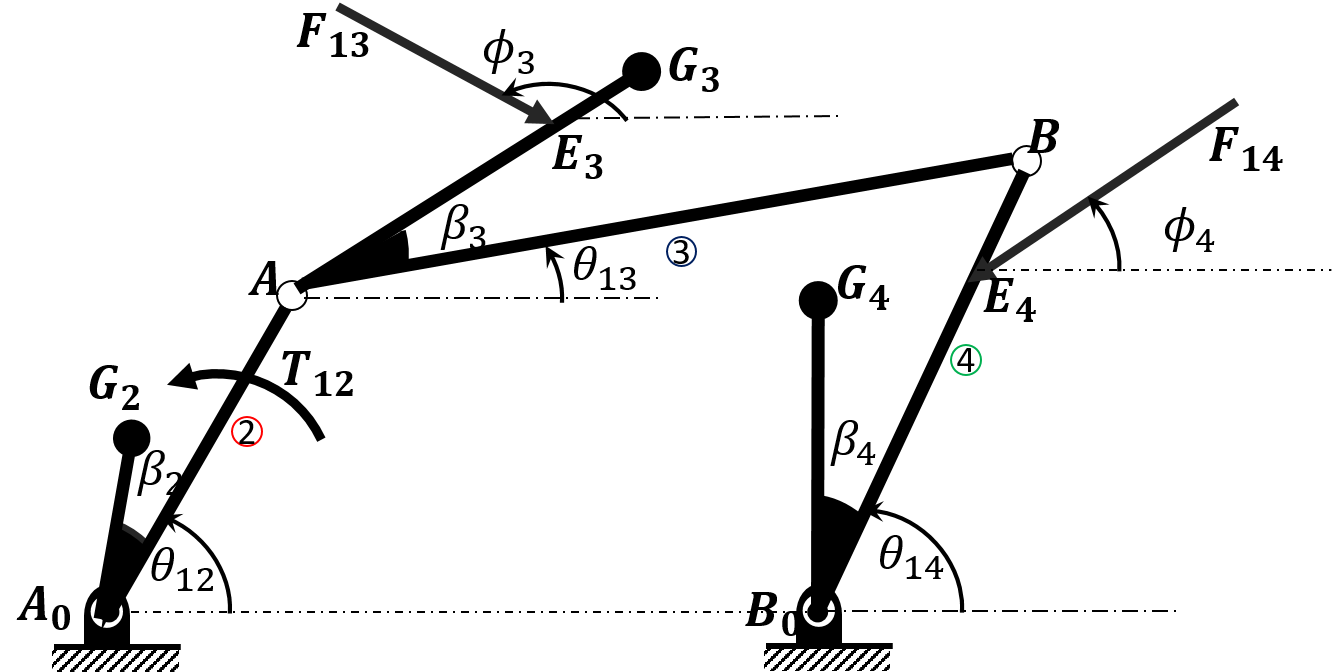 F₁₃
ϕ₃
G₃
E₃
B
F₁₄
β₃
ϕ₄
θ₁₃
③
A
G₄
E₄
T₁₂
④
G₂
②
β₂
β₄
θ₁₂
θ₁₄
A₀
B₀